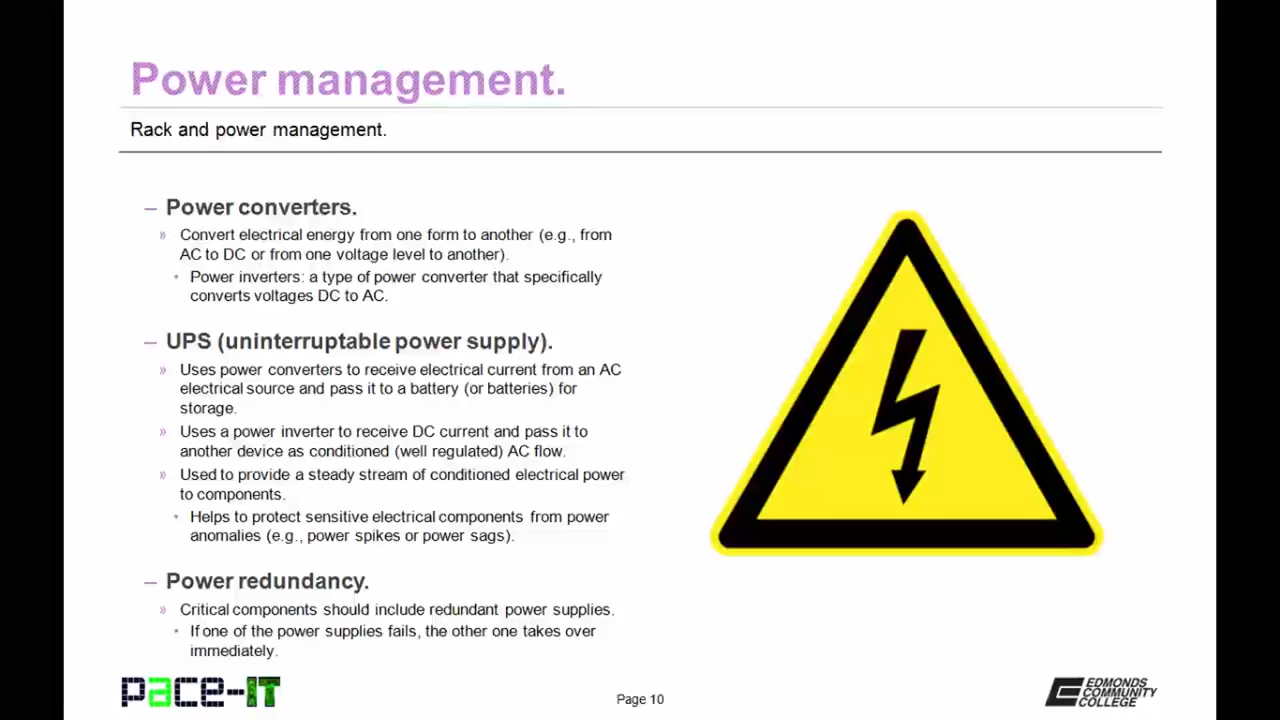 Power management.
Rack and power management.
– Power converters.
» Convert electrical energy from one form to another (e.g., from
AC to DC or from one voltage level to another).
• Power inverters: a type of power converter that specifically
converts voltages DC to AC.
– UPS (uninterruptable power supply).
» Uses power converters to receive electrical current from an AC
electrical source and pass it to a battery (or batteries) for
storage.
» Uses a power inverter to receive DC current and pass it to
another device as conditioned (well regulated) AC flow.
» Used to provide a steady stream of conditioned electrical power
to components.
• Helps to protect sensitive electrical components from power
anomalies (e.g., power spikes or power sags).
– Power redundancy.
» Critical components should include redundant power supplies.
• If one of the power supplies fails, the other one takes over
immediately.
pace-IT
Page 10
EDMONDS
COMMUNITY
COLLEGE